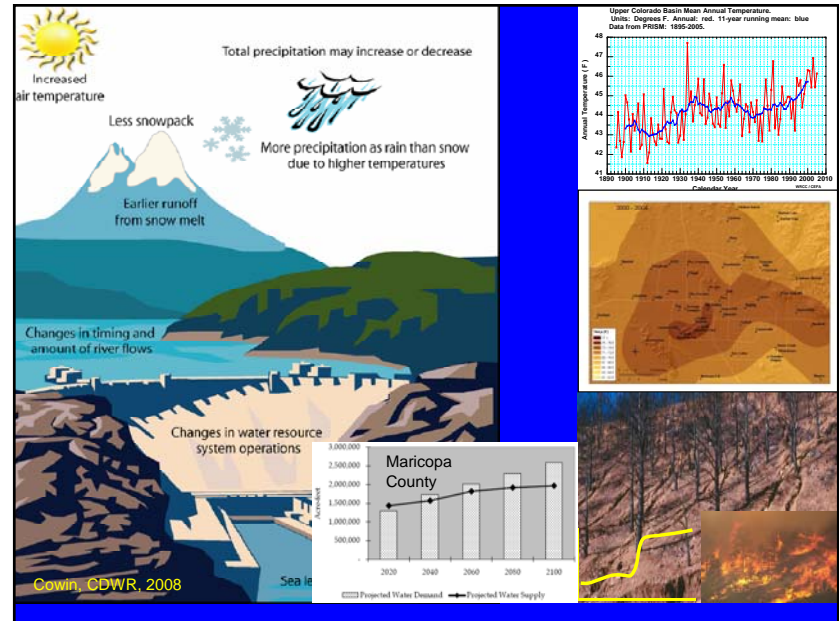 Increased
air temperature
Total precipitation may increase or decrease
Less snowpack
More precipitation as rain than snow
due to higher temperatures
Earlier runoff
from snow melt
Changes in timing and
amount of river flows
Changes in water resource
system operations
Sea le
Cowin, CDWR, 2008
Upper Colorado Basin Mean Annual Temperature.
Units: Degrees F. Annual: red. 11-year running mean: blue
Data from PRISM: 1895-2005.
Annual Temperature ( F )
48
47
46
45
44
43
42
41
1890 1900 1910 1920 1930 1940 1950 1960 1970 1980 1990 2000 2010
Calendar Year
WRCC / CEFA
Maricopa
County
Acre-feet
3,000,000
2,500,000
2,000,000
1,500,000
1,000,000
500,000
-
2020 2040 2060 2080 2100
Projected Water Demand Projected Water Supply